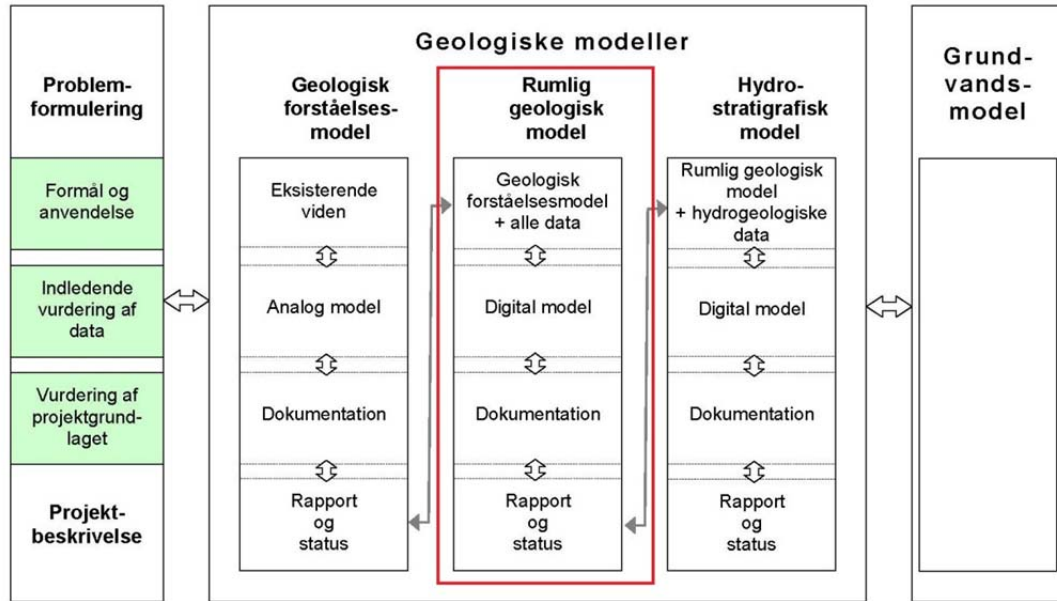 Problem-
formulering
Formål og
anvendelse
Indledende
vurdering af
data
Vurdering af
projektgrund-
laget
Projekt-
beskrivelse
Geologiske modeller
Geologisk
forståelses-
model
Eksisterende
viden
Analog model
Dokumentation
Rapport
og
status
Rumlig
geologisk
model
Geologisk
forståelsesmodel
+ alle data
Digital model
Dokumentation
Rapport
og
status
Hydro-
stratigrafisk
model
Rumlig geologisk
model
+ hydrogeologiske
data
Digital model
Dokumentation
Rapport
og
status
Grund-
vands-
model